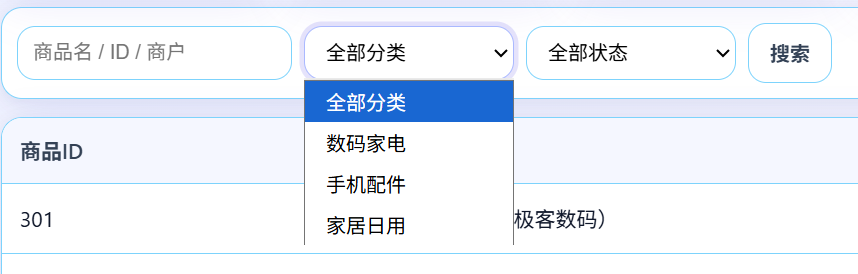 商品名 / ID / 商户
全部分类
全部状态
搜索
全部分类
数码家电
手机配件
家居日用
商品ID
301
极客数码）